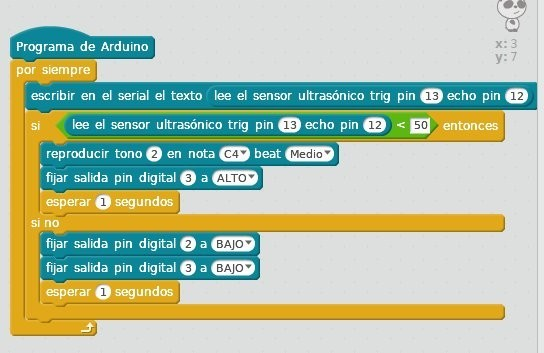 x: 3
y: 7
Programa de Arduino
por siempre
escribir en el serial el texto lee el sensor ultrasónico trig pin 13 echo pin 12
si lee el sensor ultrasónico trig pin 13 echo pin 12 < 50 entonces
reproducir tono 2 en nota C4 beat Medio
fijar salida pin digital 3 a ALTO
esperar 1 segundos
si no
fijar salida pin digital 2 a BAJO
fijar salida pin digital 3 a BAJO
esperar 1 segundos